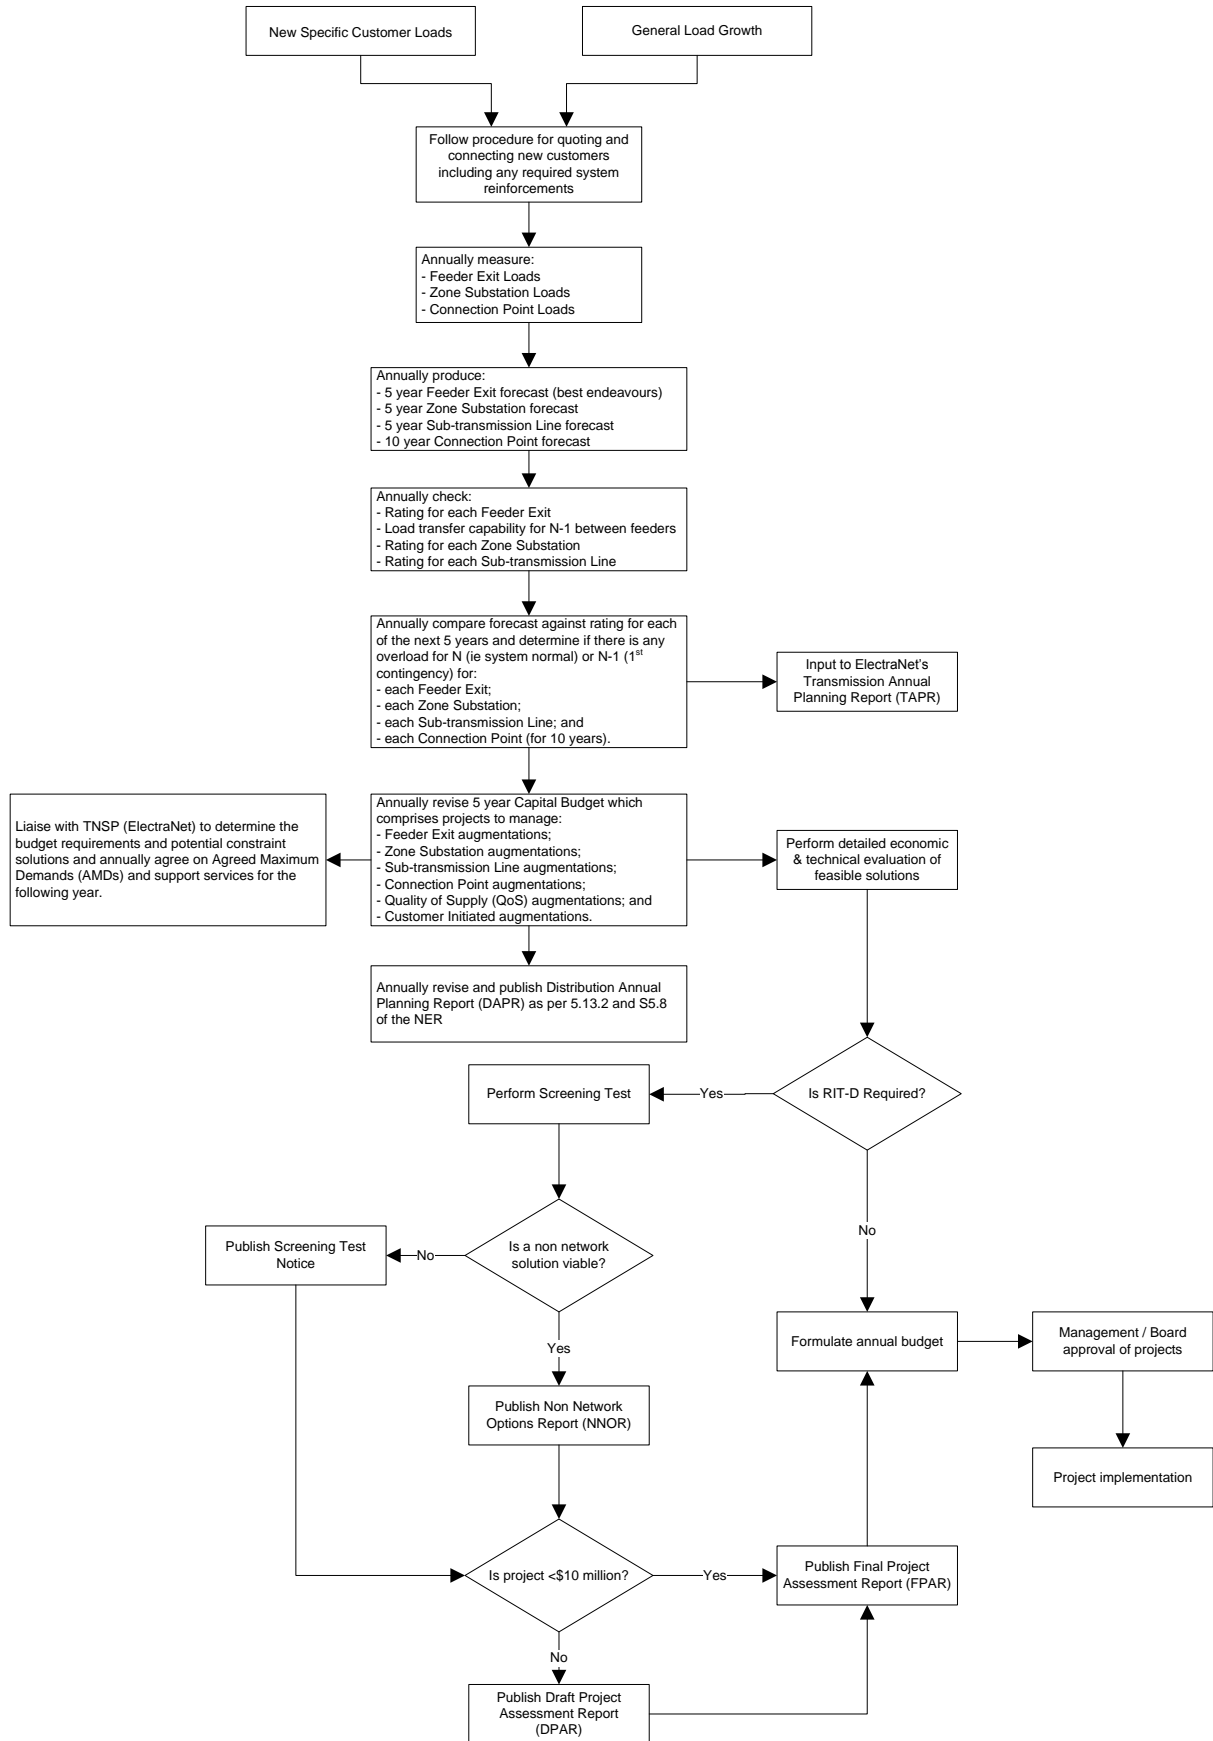 New Specific Customer Loads
General Load Growth
Follow procedure for quoting and
connecting new customers
including any required system
reinforcements
Annually measure:
- Feeder Exit Loads
- Zone Substation Loads
- Connection Point Loads
Annually produce:
- 5 year Feeder Exit forecast (best endeavours)
- 5 year Zone Substation forecast
- 5 year Sub-transmission Line forecast
- 10 year Connection Point forecast
Annually check:
- Rating for each Feeder Exit
- Load transfer capability for N-1 between feeders
- Rating for each Zone Substation
- Rating for each Sub-transmission Line
Annually compare forecast against rating for each
of the next 5 years and determine if there is any
overload for N (ie system normal) or N-1 (1st
contingency) for:
- each Feeder Exit;
- each Zone Substation;
- each Sub-transmission Line; and
- each Connection Point (for 10 years).
Input to ElectraNet's
Transmission Annual
Planning Report (TAPR)
Liaise with TNSP (ElectraNet) to determine the
budget requirements and potential constraint
solutions and annually agree on Agreed Maximum
Demands (AMDs) and support services for the
following year.
Annually revise 5 year Capital Budget which
comprises projects to manage:
- Feeder Exit augmentations;
- Zone Substation augmentations;
- Sub-transmission Line augmentations;
- Connection Point augmentations;
- Quality of Supply (QoS) augmentations; and
- Customer Initiated augmentations.
Perform detailed economic
& technical evaluation of
feasible solutions
Annually revise and publish Distribution Annual
Planning Report (DAPR) as per 5.13.2 and S5.8
of the NER
Perform Screening Test
Yes
Is RIT-D Required?
No
Publish Screening Test
Notice
No
Is a non network
solution viable?
Yes
Formulate annual budget
Management / Board
approval of projects
Publish Non Network
Options Report (NNOR)
Project implementation
Is project <$10 million?
Yes
Publish Final Project
Assessment Report (FPAR)
No
Publish Draft Project
Assessment Report
(DPAR)